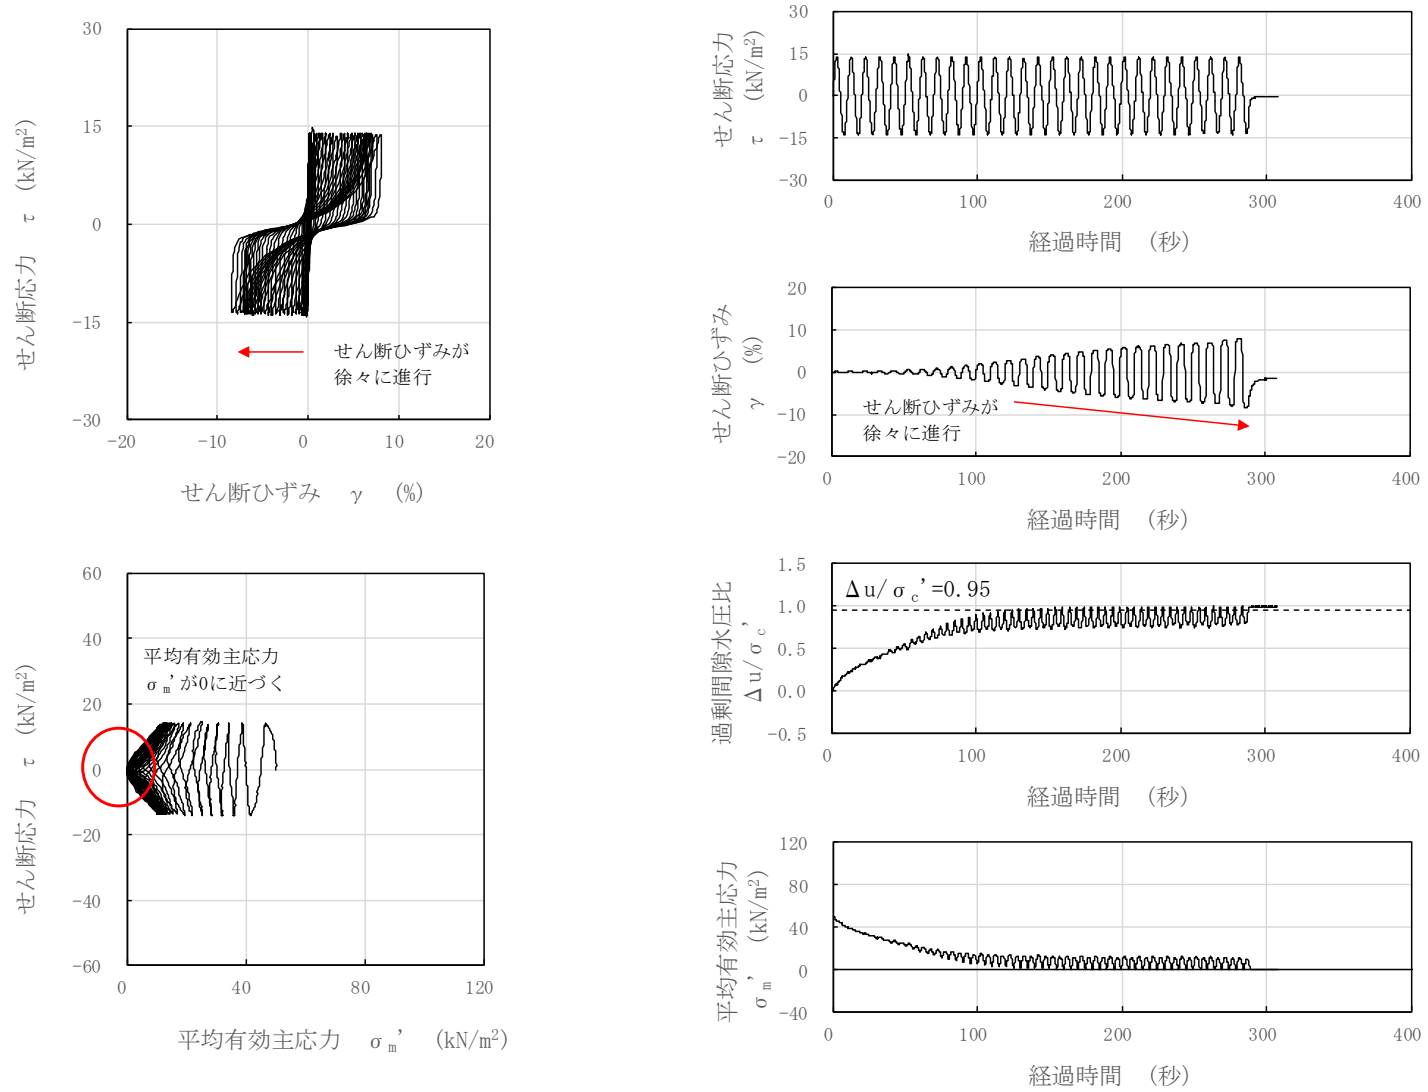 30
15
0
-15
-30
-20
-10
0
10
20
せん断応力 τ (kN/m²)
せん断ひずみ γ (%)
せん断ひずみが
徐々に進行
60
40
20
0
-20
-40
-60
0
40
80
120
せん断応力 τ (kN/m²)
平均有効主応力 σm' (kN/m²)
平均有効主応力
σm'が0に近づく
30
15
0
-15
-30
0
100
200
300
400
せん断応力
τ (kN/m²)
経過時間 (秒)
20
10
0
-10
-20
0
100
200
300
400
せん断ひずみ
γ (%)
経過時間 (秒)
せん断ひずみが
徐々に進行
1.5
1.0
0.5
0.0
-0.5
0
100
200
300
400
過剰間隙水圧比
Δu/σc'
経過時間 (秒)
Δu/σc'=0.95
120
80
40
0
-40
0
100
200
300
400
平均有効主応力
σm' (kN/m²)
経過時間 (秒)